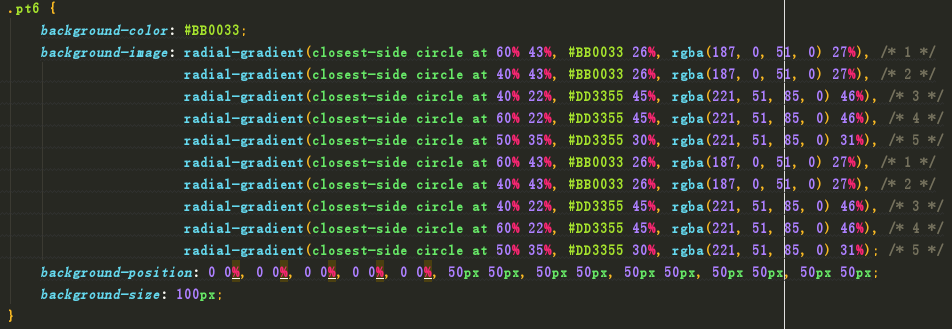 .pt6 {
background-color: #BB0033;
background-image: radial-gradient(closest-side circle at 60% 43%, #BB0033 26%, rgba(187, 0, 51, 0) 27%), /* 1 */
radial-gradient(closest-side circle at 40% 43%, #BB0033 26%, rgba(187, 0, 51, 0) 27%), /* 2 */
radial-gradient(closest-side circle at 40% 22%, #DD3355 45%, rgba(221, 51, 85, 0) 46%), /* 3 */
radial-gradient(closest-side circle at 60% 22%, #DD3355 45%, rgba(221, 51, 85, 0) 46%), /* 4 */
radial-gradient(closest-side circle at 50% 35%, #DD3355 30%, rgba(221, 51, 85, 0) 31%), /* 5 */
radial-gradient(closest-side circle at 60% 43%, #BB0033 26%, rgba(187, 0, 51, 0) 27%), /* 1 */
radial-gradient(closest-side circle at 40% 43%, #BB0033 26%, rgba(187, 0, 51, 0) 27%), /* 2 */
radial-gradient(closest-side circle at 40% 22%, #DD3355 45%, rgba(221, 51, 85, 0) 46%), /* 3 */
radial-gradient(closest-side circle at 60% 22%, #DD3355 45%, rgba(221, 51, 85, 0) 46%), /* 4 */
radial-gradient(closest-side circle at 50% 35%, #DD3355 30%, rgba(221, 51, 85, 0) 31%); /* 5 */
background-position: 0 0%, 0 0%, 0 0%, 0 0%, 0 0%, 50px 50px, 50px 50px, 50px 50px, 50px 50px, 50px 50px;
background-size: 100px;
}